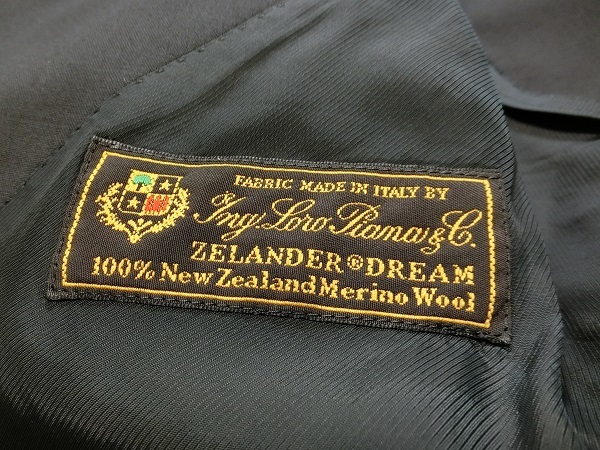 FABRIC MADE IN ITALY BY
Ing. Loro Piana & C.
ZELANDER ® DREAM
100% New Zealand Merino Wool